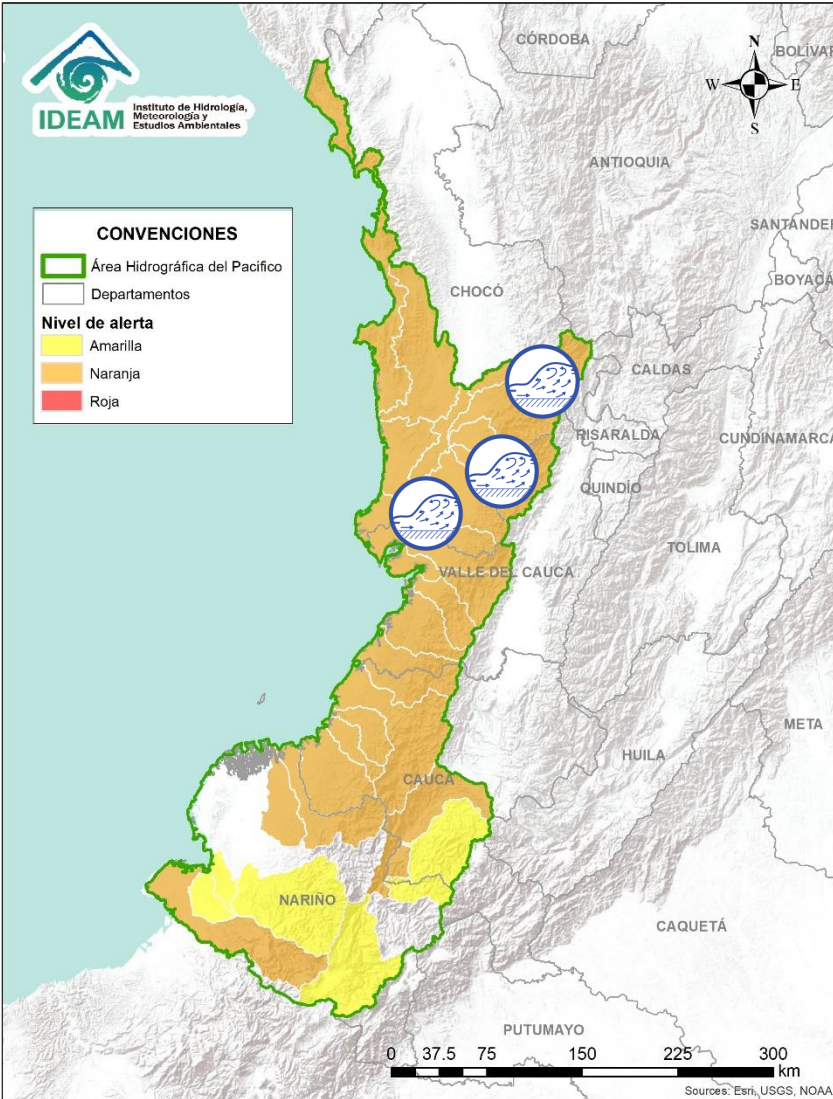 IDEAM
Instituto de Hidrología,
Meteorología y
Estudios Ambientales
CÓRDOBA
N
W E
S
ANTIOQUIA
CONVENCIONES
Área Hidrográfica del Pacifico
Departamentos
Nivel de alerta
Amarilla
Naranja
Roja
SANTANDER
BOYACÁ
CHOCÓ
CALDAS
RISARALDA
CUNDINAMARCA
QUINDÍO
TOLIMA
VALLE DEL CAUCA
META
HUILA
CAUCA
NARIÑO
CAQUETÁ
PUTUMAYO
0 37.5 75 150 225 300
km
Sources: Esri, USGS, NOAA